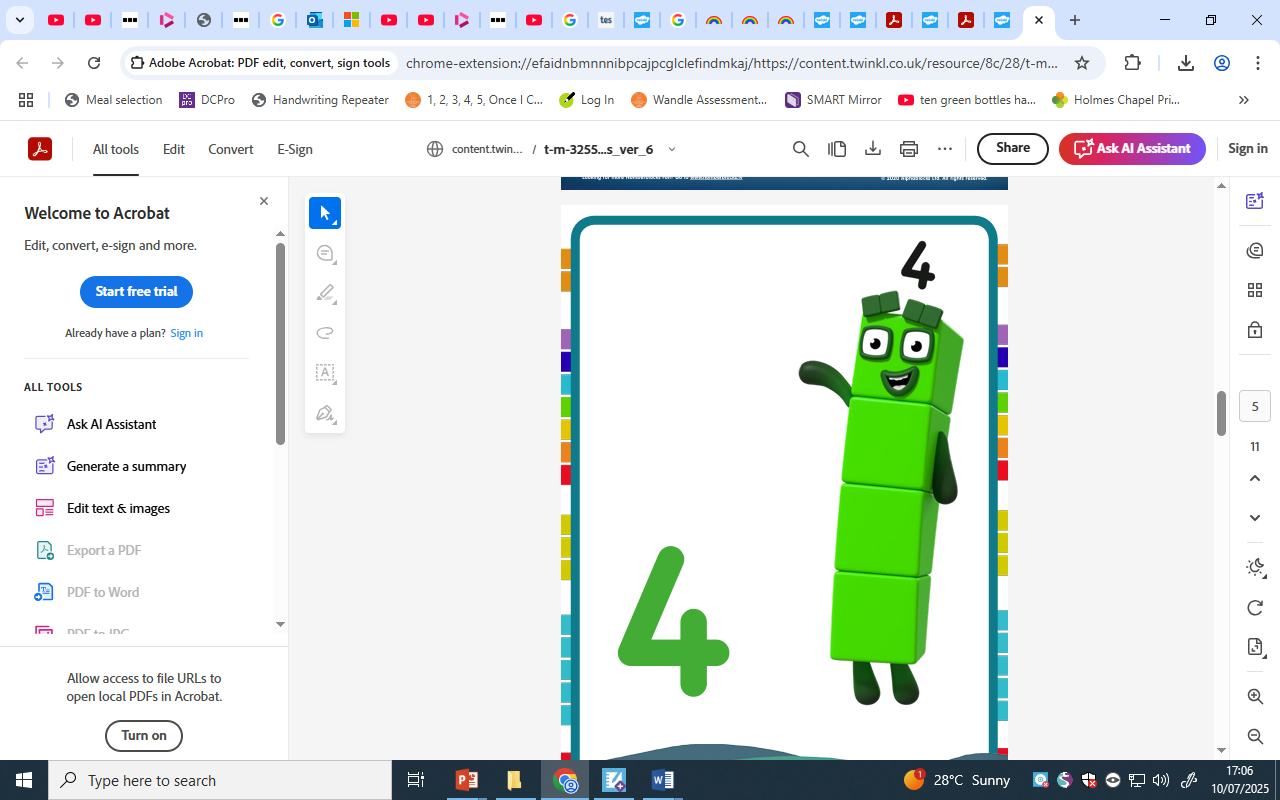 tes
Adobe Acrobat: PDF edit, convert, sign tools
chrome-extension://efaidnbmnnnibpcajpcglclefindmkaj/https://content.twinkl.co.uk/resource/8c/28/t-m...
Meal selection
DCPro
Handwriting Repeater
1, 2, 3, 4, 5, Once I C...
Log In
Wandle Assessment...
SMART Mirror
ten green bottles ha...
Holmes Chapel Pri...
All tools
Edit
Convert
E-Sign
content.twin... / t-m-3255...s_ver_6
Share
Ask AI Assistant
Sign in
Welcome to Acrobat
Edit, convert, e-sign and more.
Start free trial
Already have a plan? Sign in
ALL TOOLS
Ask AI Assistant
Generate a summary
Edit text & images
Export a PDF
PDF to Word
PDF to JPG
Allow access to file URLs to
open local PDFs in Acrobat.
Turn on
4
4
5
11
Type here to search
28°C Sunny
17:06
10/07/2025